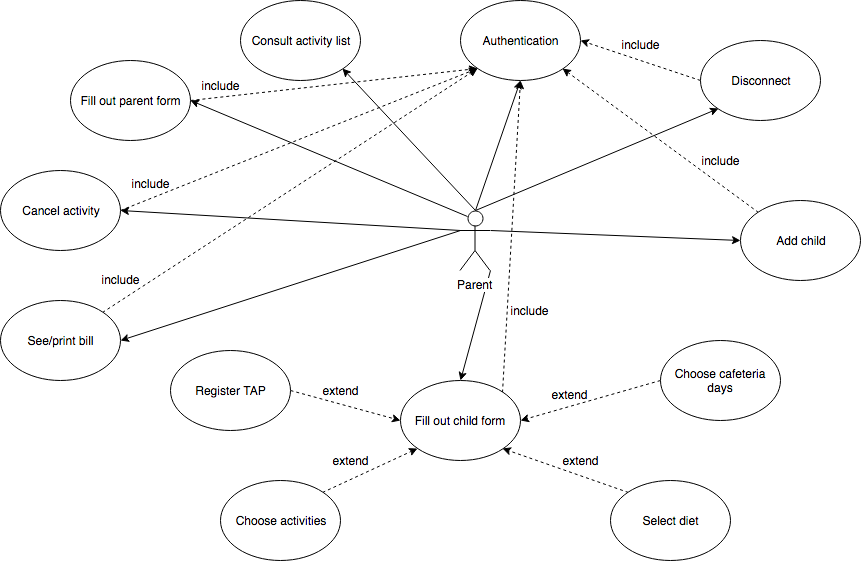 Consult activity list
Authentication
include
Disconnect
Fill out parent form
include
include
Cancel activity
include
Add child
include
Parent
include
See/print bill
Register TAP
extend
Fill out child form
extend
Choose cafeteria
days
extend
Choose activities
extend
Select diet